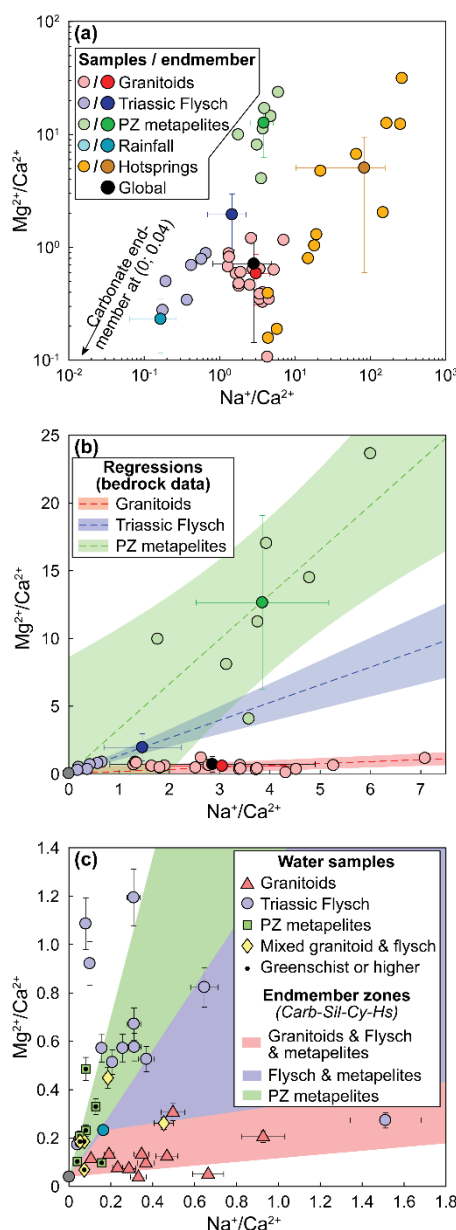 (a)
Samples / endmember
/ Granitoids
/ Triassic Flysch
/ PZ metapelites
/ Rainfall
/ Hotsprings
Global
Carbonate end-
member at (0; 0.04)
10²
10¹
10⁰
10⁻¹
Mg²⁺/Ca²⁺
10⁻²
10⁻¹
10⁰
10¹
10²
10³
Na⁺/Ca²⁺
(b)
Regressions
(bedrock data)
Granitoids
Triassic Flysch
PZ metapelites
25
20
15
10
5
0
Mg²⁺/Ca²⁺
0
1
2
3
4
5
6
7
Na⁺/Ca²⁺
(c)
Water samples
Granitoids
Triassic Flysch
PZ metapelites
Mixed granitoid & flysch
Greenschist or higher
Endmember zones
(Carb-Sil-Cy-Hs)
Granitoids & Flysch
& metapelites
Flysch & metapelites
PZ metapelites
1.4
1.2
1.0
0.8
0.6
0.4
0.2
0
Mg²⁺/Ca²⁺
0
0.2
0.4
0.6
0.8
1.0
1.2
1.4
1.6
1.8
Na⁺/Ca²⁺